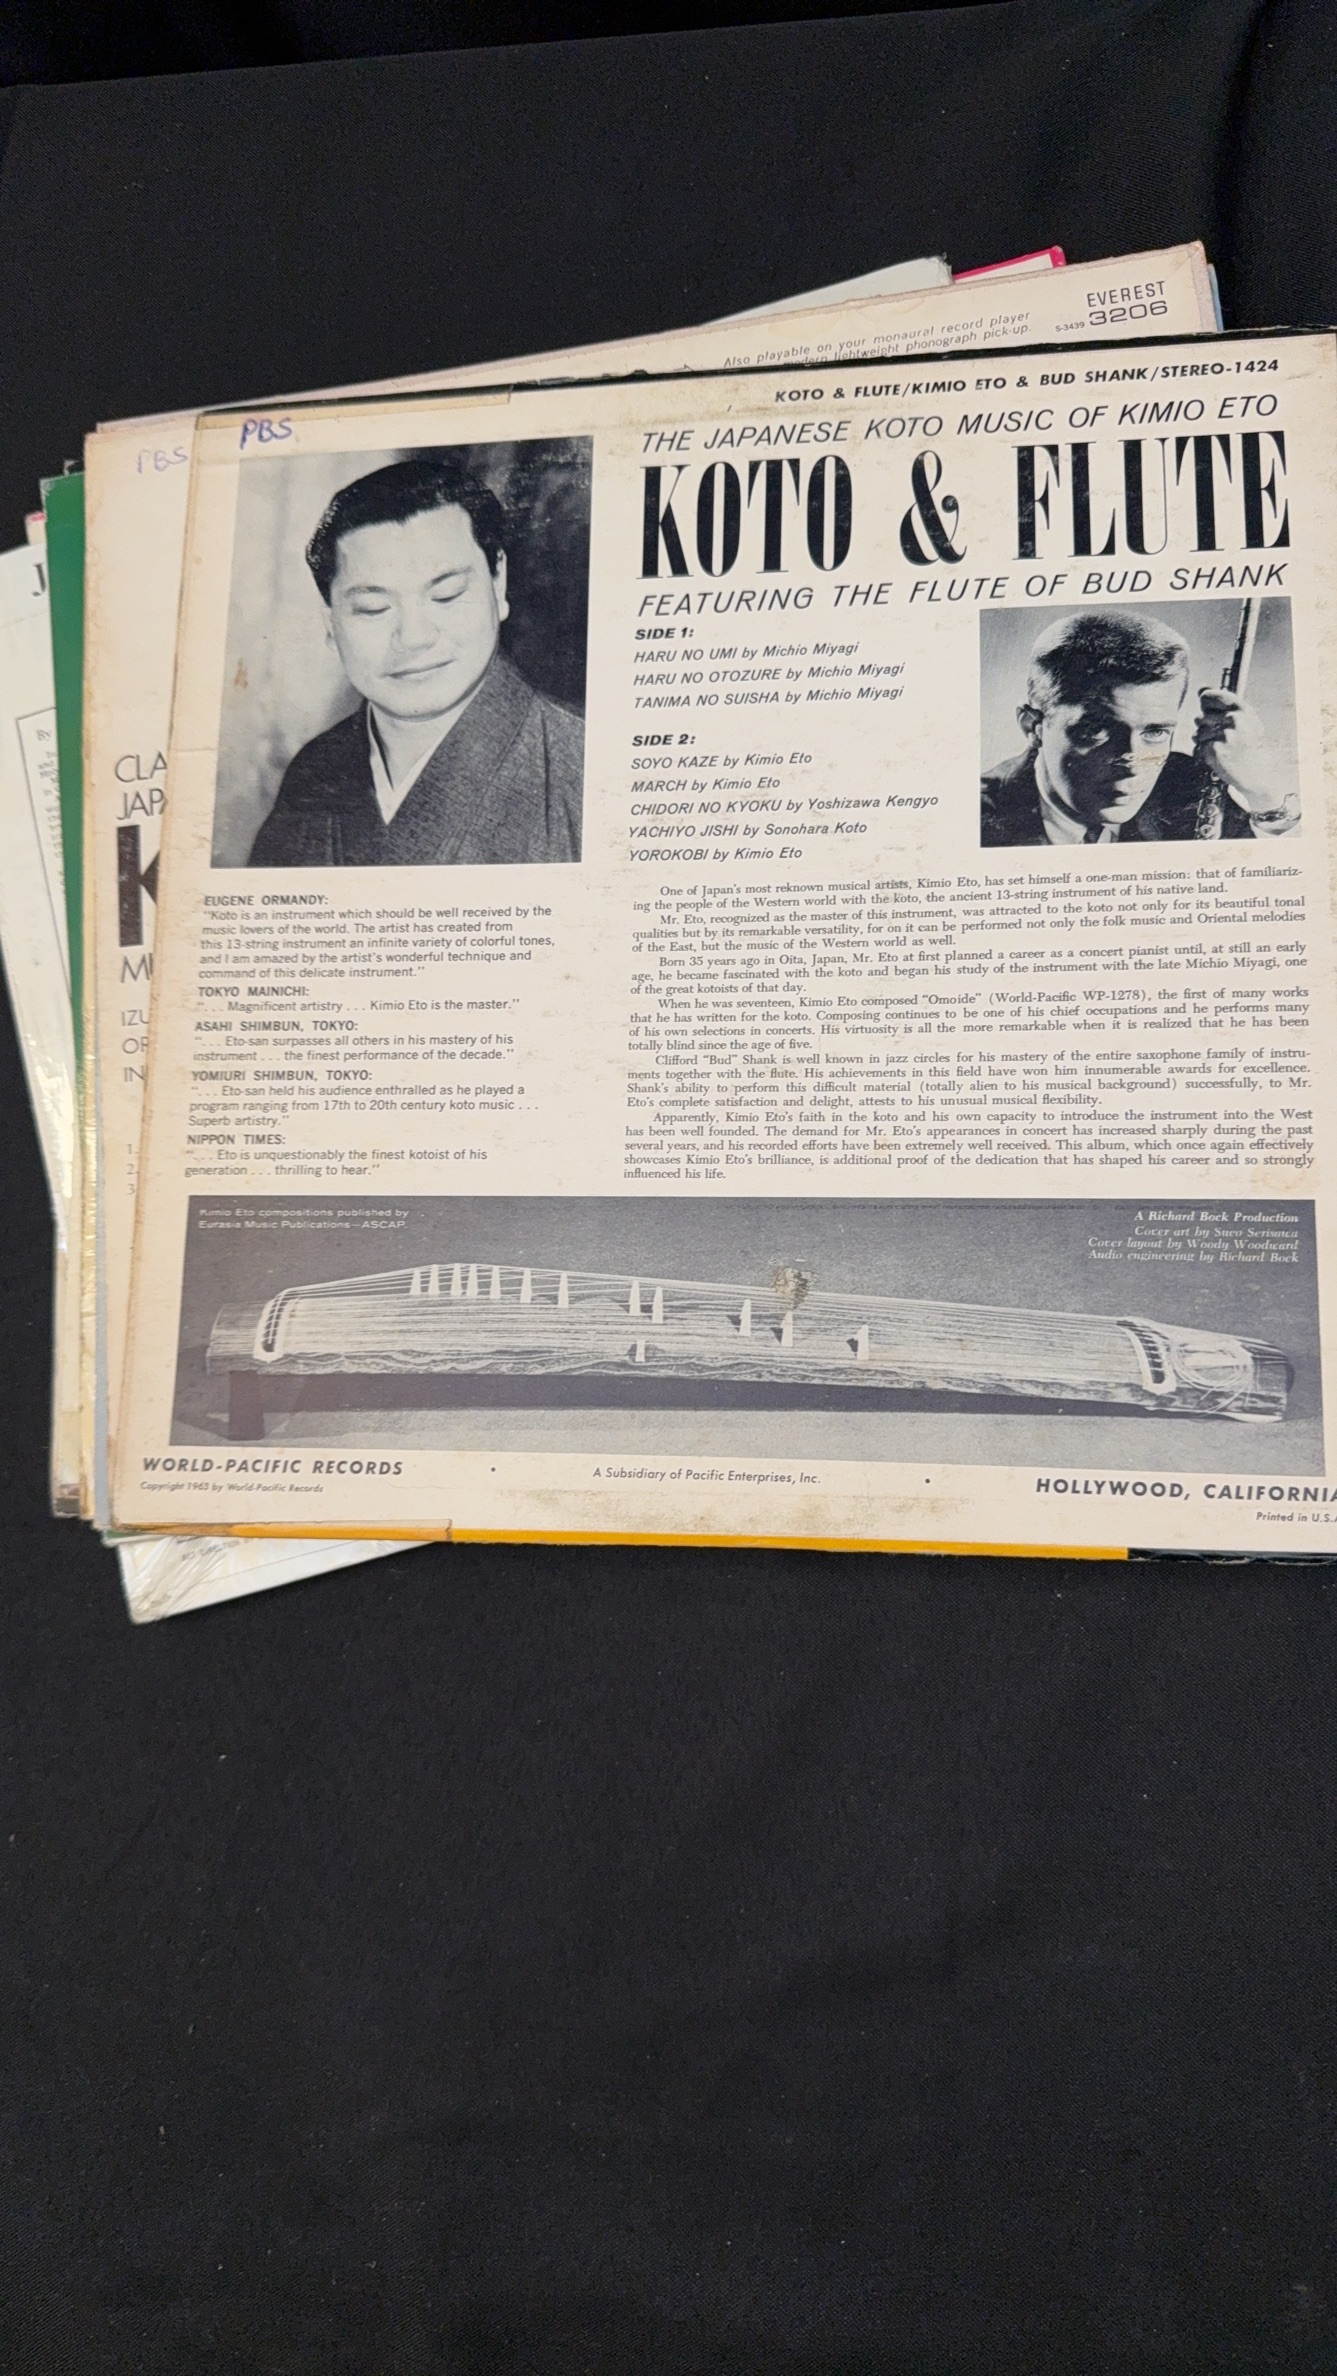 EVEREST
S-3439 3206
Also playable on your monaural record player
modern lightweight phonograph pick-up.
PBS
PBS
CLA
JAP
K
IZU
IN
1.
2.
3
KOTO & FLUTE/KIMIO ETO & BUD SHANK/STEREO-1424
THE JAPANESE KOTO MUSIC OF KIMIO ETO
KOTO & FLUTE
FEATURING THE FLUTE OF BUD SHANK
SIDE 1:
HARU NO UMI by Michio Miyagi
HARU NO OTOZURE by Michio Miyagi
TANIMA NO SUISHA by Michio Miyagi
SIDE 2:
SOYO KAZE by Kimio Eto
MARCH by Kimio Eto
CHIDORI NO KYOKU by Yoshizawa Kengyo
YACHIYO JISHI by Sonohara Koto
YOROKOBI by Kimio Eto
EUGENE ORMANDY:
"Koto is an instrument which should be well received by the
music lovers of the world. The artist has created from
this 13-string instrument an infinite variety of colorful tones,
and I am amazed by the artist's wonderful technique and
command of this delicate instrument."
TOKYO MAINICHI:
". . . Magnificent artistry . . . Kimio Eto is the master."
ASAHI SHIMBUN, TOKYO:
". . . Eto-san surpasses all others in his mastery of his
instrument . . . the finest performance of the decade."
YOMIURI SHIMBUN, TOKYO:
". . . Eto-san held his audience enthralled as he played a
program ranging from 17th to 20th century koto music . . .
Superb artistry."
NIPPON TIMES:
". . . Eto is unquestionably the finest kotoist of his
generation . . . thrilling to hear."
One of Japan's most reknown musical artists, Kimio Eto, has set himself a one-man mission: that of familiariz-
ing the people of the Western world with the koto, the ancient 13-string instrument of his native land.
Mr. Eto, recognized as the master of this instrument, was attracted to the koto not only for its beautiful tonal
qualities but by its remarkable versatility, for on it can be performed not only the folk music and Oriental melodies
of the East, but the music of the Western world as well.
Born 35 years ago in Oita, Japan, Mr. Eto at first planned a career as a concert pianist until, at still an early
age, he became fascinated with the koto and began his study of the instrument with the late Michio Miyagi, one
of the great kotoists of that day.
When he was seventeen, Kimio Eto composed "Omoide" (World-Pacific WP-1278), the first of many works
that he has written for the koto. Composing continues to be one of his chief occupations and he performs many
of his own selections in concerts. His virtuosity is all the more remarkable when it is realized that he has been
totally blind since the age of five.
Clifford "Bud" Shank is well known in jazz circles for his mastery of the entire saxophone family of instru-
ments together with the flute. His achievements in this field have won him innumerable awards for excellence.
Shank's ability to perform this difficult material (totally alien to his musical background) successfully, to Mr.
Eto's complete satisfaction and delight, attests to his unusual musical flexibility.
Apparently, Kimio Eto's faith in the koto and his own capacity to introduce the instrument into the West
has been well founded. The demand for Mr. Eto's appearances in concert has increased sharply during the past
several years, and his recorded efforts have been extremely well received. This album, which once again effectively
showcases Kimio Eto's brilliance, is additional proof of the dedication that has shaped his career and so strongly
influenced his life.
Kimio Eto compositions published by
Eurasia Music Publications—ASCAP.
A Richard Bock Production
Cover art by Sueo Serisawa
Cover layout by Woody Woodward
Audio engineering by Richard Bock
WORLD-PACIFIC RECORDS • A Subsidiary of Pacific Enterprises, Inc. • HOLLYWOOD, CALIFORNIA
Copyright 1963 by World-Pacific Records
Printed in U.S.A